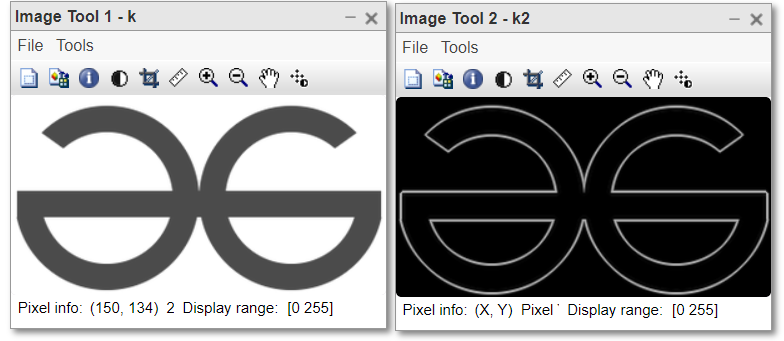 Image Tool 1 - k
File Tools
Pixel info: (150, 134) 2 Display range: [0 255]
Image Tool 2 - k2
File Tools
Pixel info: (X, Y) Pixel Display range: [0 255]